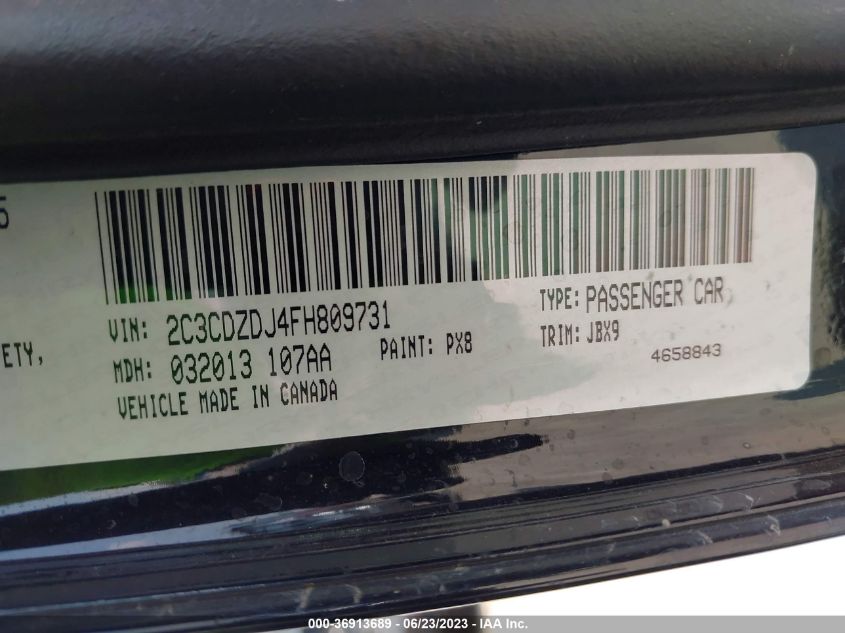 5
ETY,
VIN: 2C3CDZDJ4FH809731
TYPE: PASSENGER CAR
MDH: 032013 107AA
PAINT: PX8
TRIM: JBX9
VEHICLE MADE IN CANADA
4658843
000-36913689 - 06/23/2023 - IAA Inc.